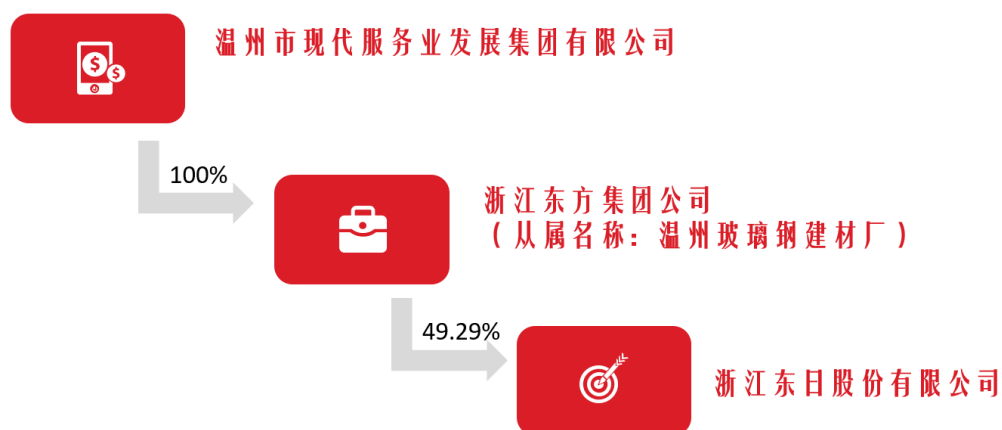 温州市现代服务业发展集团有限公司
100%
浙江东方集团公司
（从属名称：温州玻璃钢建材厂）
49.29%
浙江东日股份有限公司